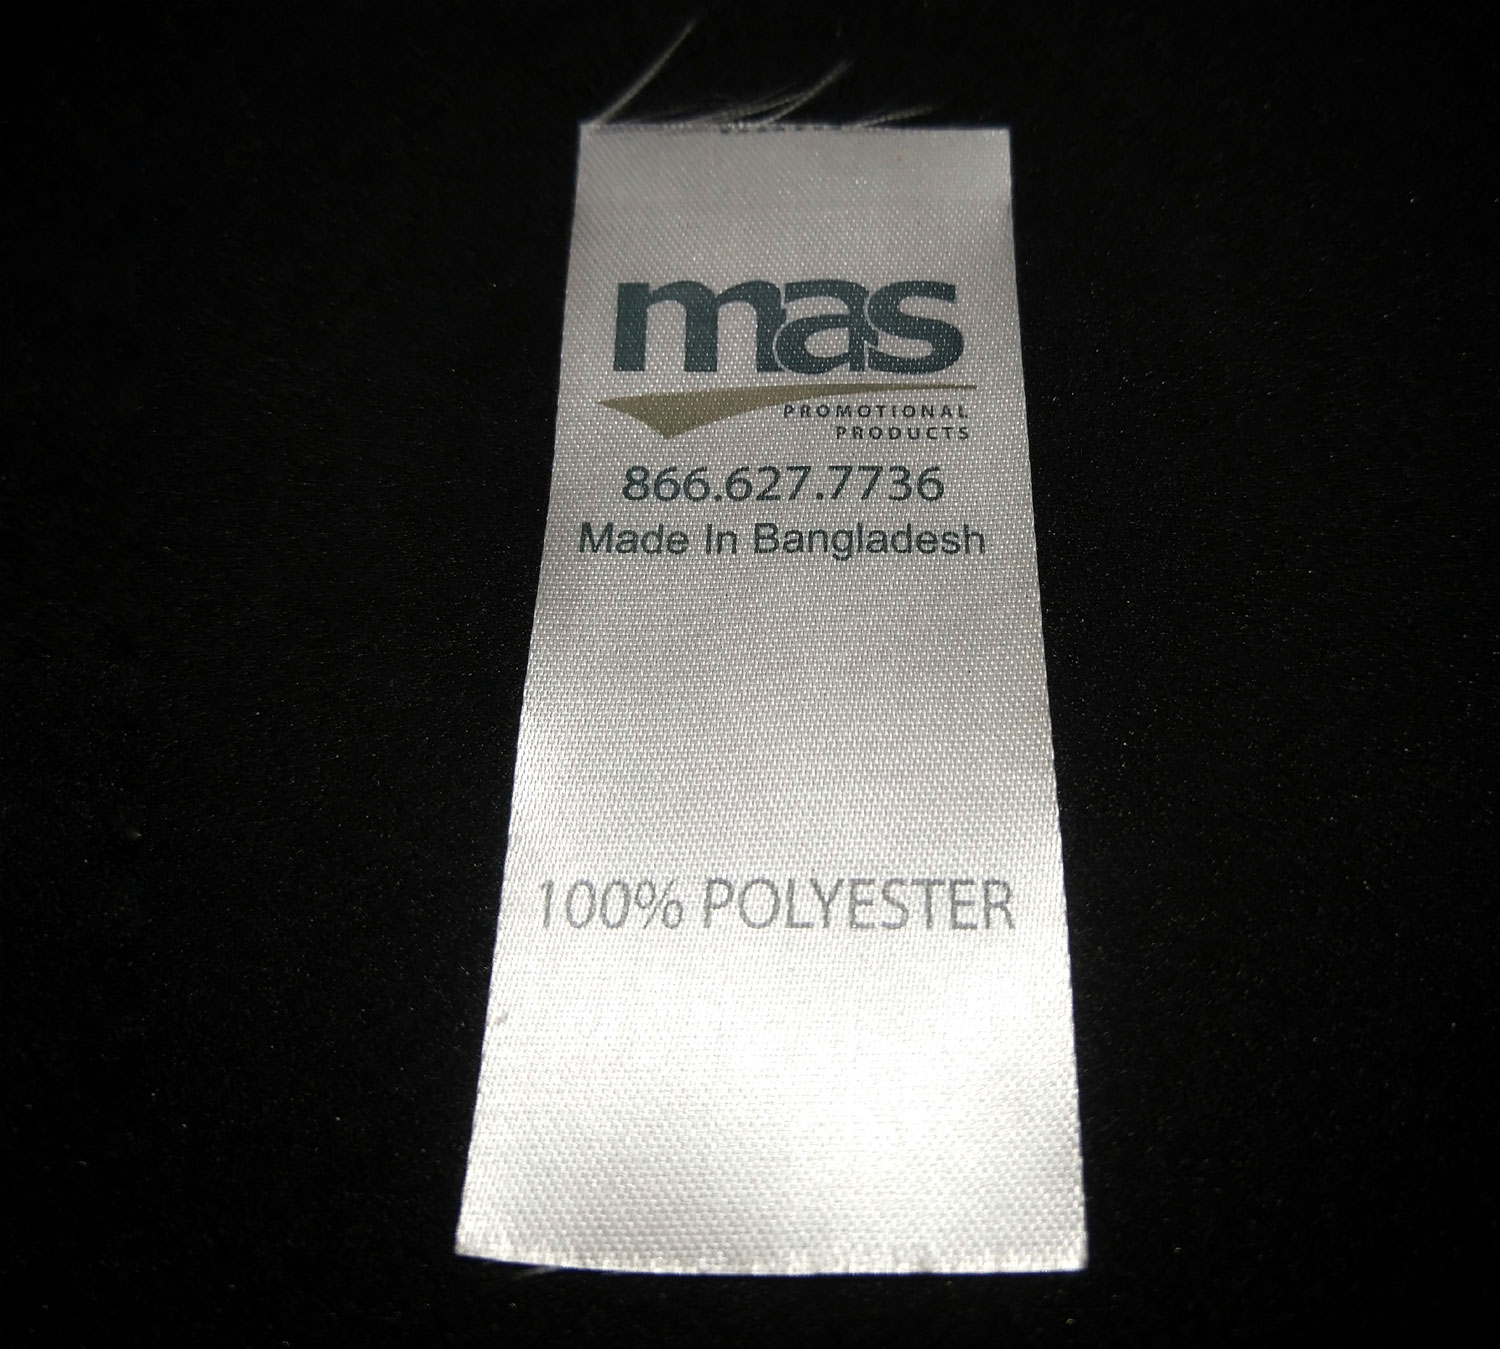 mas
PROMOTIONAL
PRODUCTS
866.627.7736
Made In Bangladesh
100% POLYESTER